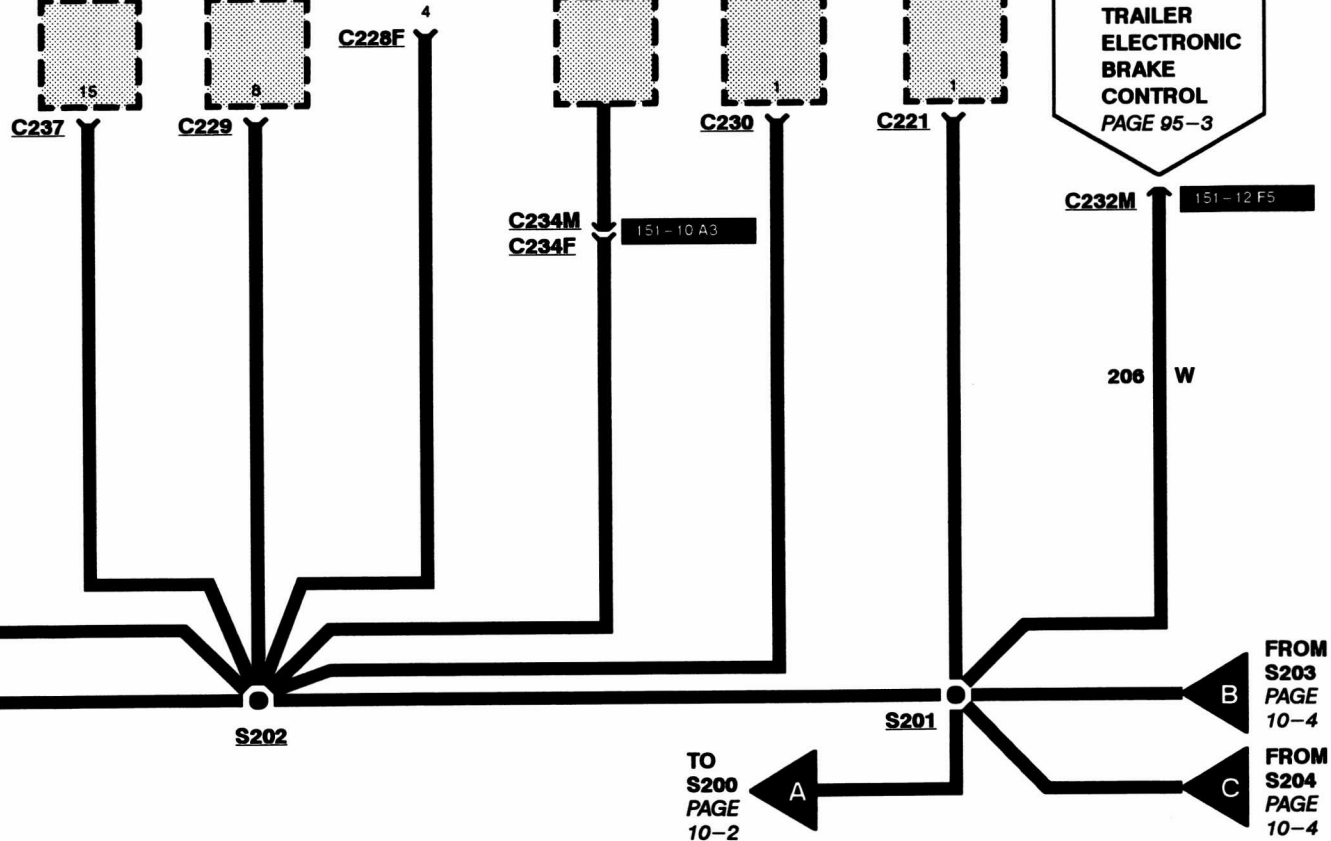 4
C228F
TRAILER
ELECTRONIC
BRAKE
CONTROL
PAGE 95–3
15
8
1
1
C237
C229
C230
C221
C234M
C234F
151–10 A3
C232M
151–12 F5
206 W
S202
S201
FROM
S203
PAGE
10–4
B
TO
S200
PAGE
10–2
A
FROM
S204
PAGE
10–4
C